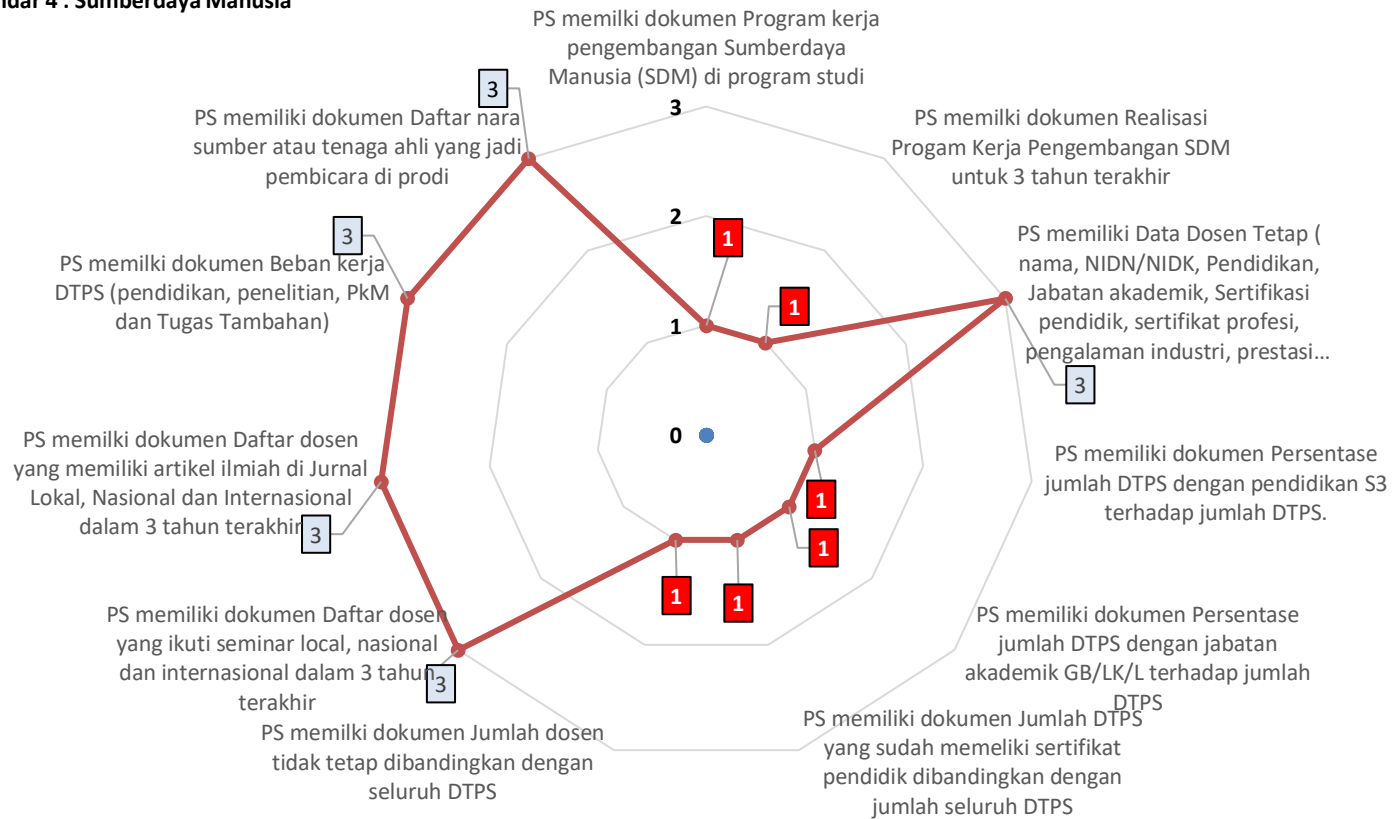 ndar 4 : Sumberdaya Manusia
PS memilki dokumen Program kerja
pengembangan Sumberdaya
Manusia (SDM) di program studi
PS memiliki dokumen Realisasi
Progam Kerja Pengembangan SDM
untuk 3 tahun terakhir
PS memiliki Data Dosen Tetap (
nama, NIDN/NIDK, Pendidikan,
Jabatan akademik, Sertifikasi
pendidik, sertifikat profesi,
pengalaman industri, prestasi...
PS memiliki dokumen Persentase
jumlah DTPS dengan pendidikan S3
terhadap jumlah DTPS.
PS memiliki dokumen Persentase
jumlah DTPS dengan jabatan
akademik GB/LK/L terhadap jumlah
DTPS
PS memiliki dokumen Jumlah DTPS
yang sudah memeliki sertifikat
pendidik dibandingkan dengan
jumlah seluruh DTPS
PS memilki dokumen Jumlah dosen
tidak tetap dibandingkan dengan
seluruh DTPS
PS memiliki dokumen Daftar dosen
yang ikuti seminar local, nasional
dan internasional dalam 3 tahun
terakhir
PS memilki dokumen Daftar dosen
yang memiliki artikel ilmiah di Jurnal
Lokal, Nasional dan Internasional
dalam 3 tahun terakhir
PS memilki dokumen Beban kerja
DTPS (pendidikan, penelitian, PkM
dan Tugas Tambahan)
PS memiliki dokumen Daftar nara
sumber atau tenaga ahli yang jadi
pembicara di prodi
3
2
1
0
1
1
3
1
1
1
1
3
3
3
3